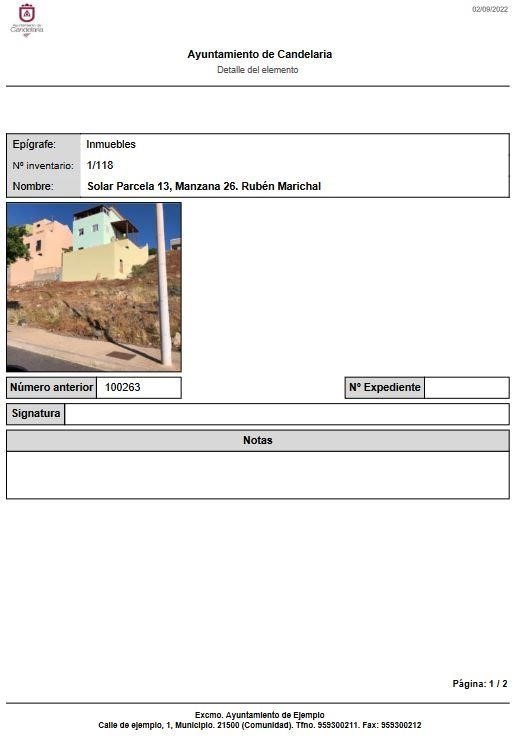 02/09/2022
Ayuntamiento de
Candelaria
Ayuntamiento de Candelaria
Detalle del elemento
Epígrafe: Inmuebles
Nº inventario: 1/118
Nombre: Solar Parcela 13, Manzana 26. Rubén Marichal
Número anterior 100263 Nº Expediente
Signatura
Notas
Página: 1 / 2
Excmo. Ayuntamiento de Ejemplo
Calle de ejemplo, 1, Municipio. 21500 (Comunidad). Tfno. 959300211. Fax: 959300212